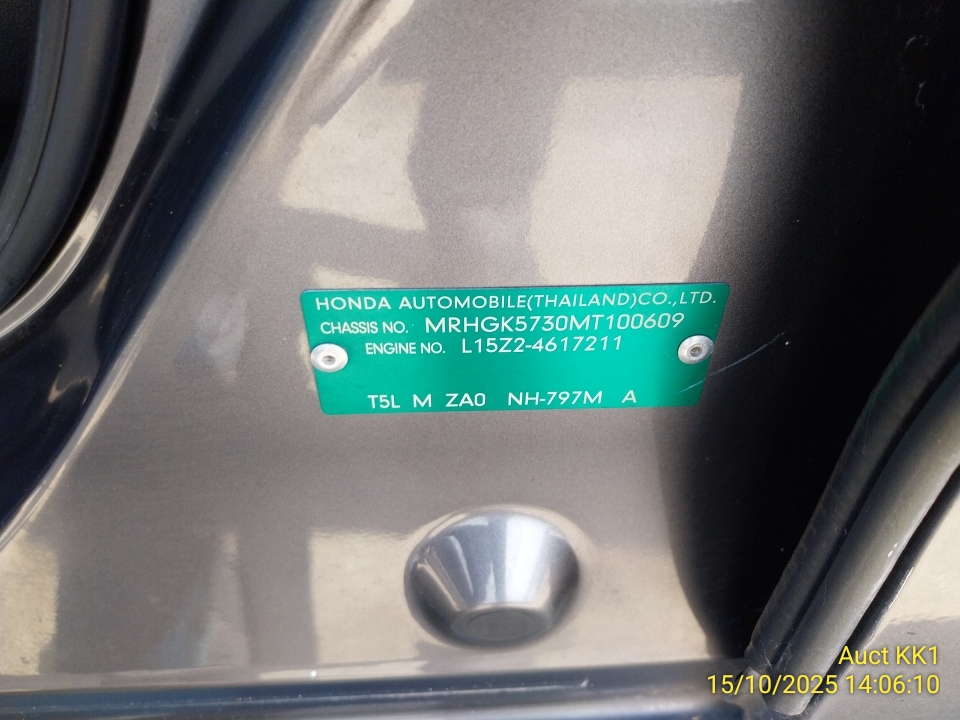 HONDA AUTOMOBILE(THAILAND)CO.,LTD.
CHASSIS NO. MRHGK5730MT100609
ENGINE NO. L15Z2-4617211
T5L M ZA0 NH-797M A
Auct KK1
15/10/2025 14:06:10